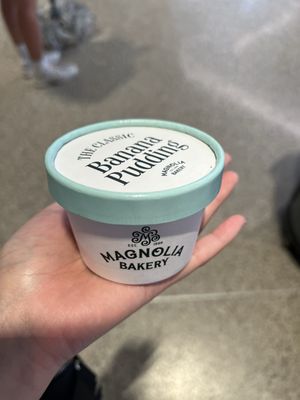 THE CLASSIC
Banana
Pudding
MAGNOLIA
BAKERY
EST. 1996
MAGNOLIA
BAKERY